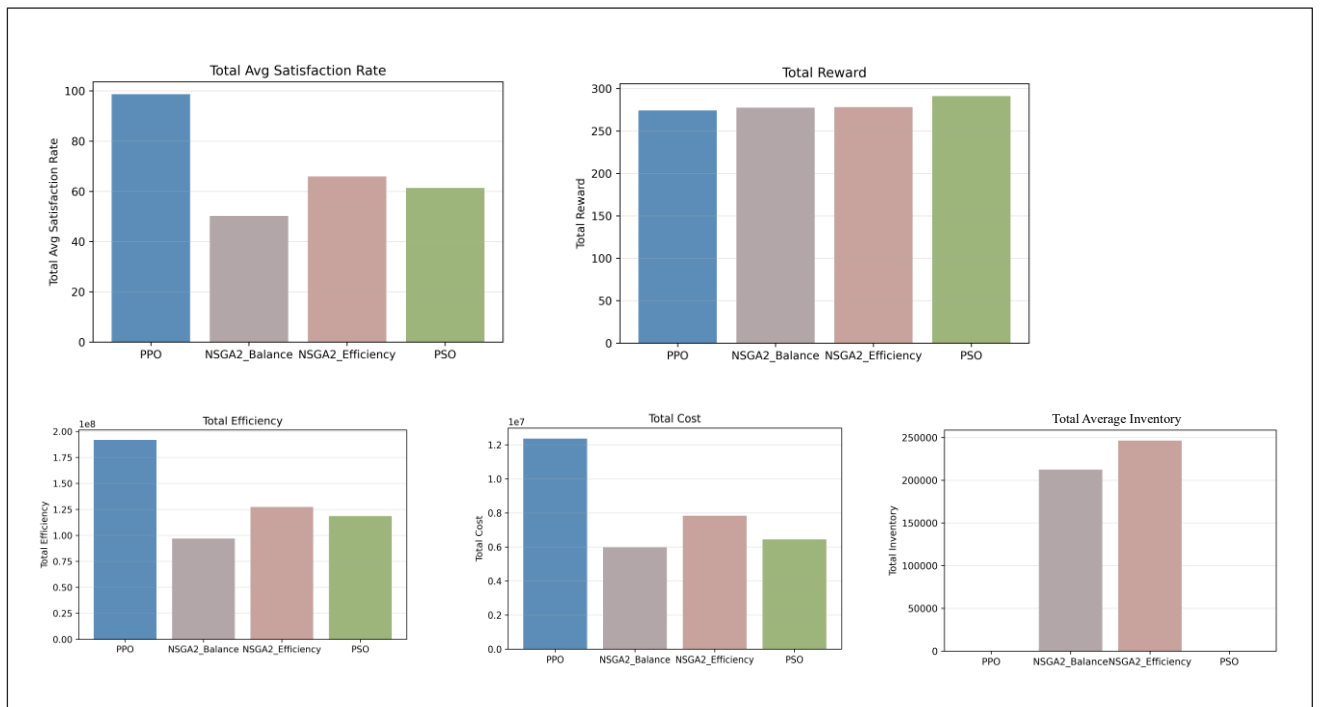 Total Avg Satisfaction Rate
Total Avg Satisfaction Rate
100
80
60
40
20
0
PPO NSGA2_Balance NSGA2_Efficiency PSO
Total Reward
Total Reward
300
250
200
150
100
50
0
PPO NSGA2_Balance NSGA2_Efficiency PSO
Total Efficiency
1e8
Total Efficiency
2.00
1.75
1.50
1.25
1.00
0.75
0.50
0.25
0.00
PPO NSGA2_Balance NSGA2_Efficiency PSO
Total Cost
1e7
Total Cost
1.2
1.0
0.8
0.6
0.4
0.2
0.0
PPO NSGA2_Balance NSGA2_Efficiency PSO
Total Average Inventory
Total Inventory
250000
200000
150000
100000
50000
0
PPO NSGA2_Balance NSGA2_Efficiency PSO